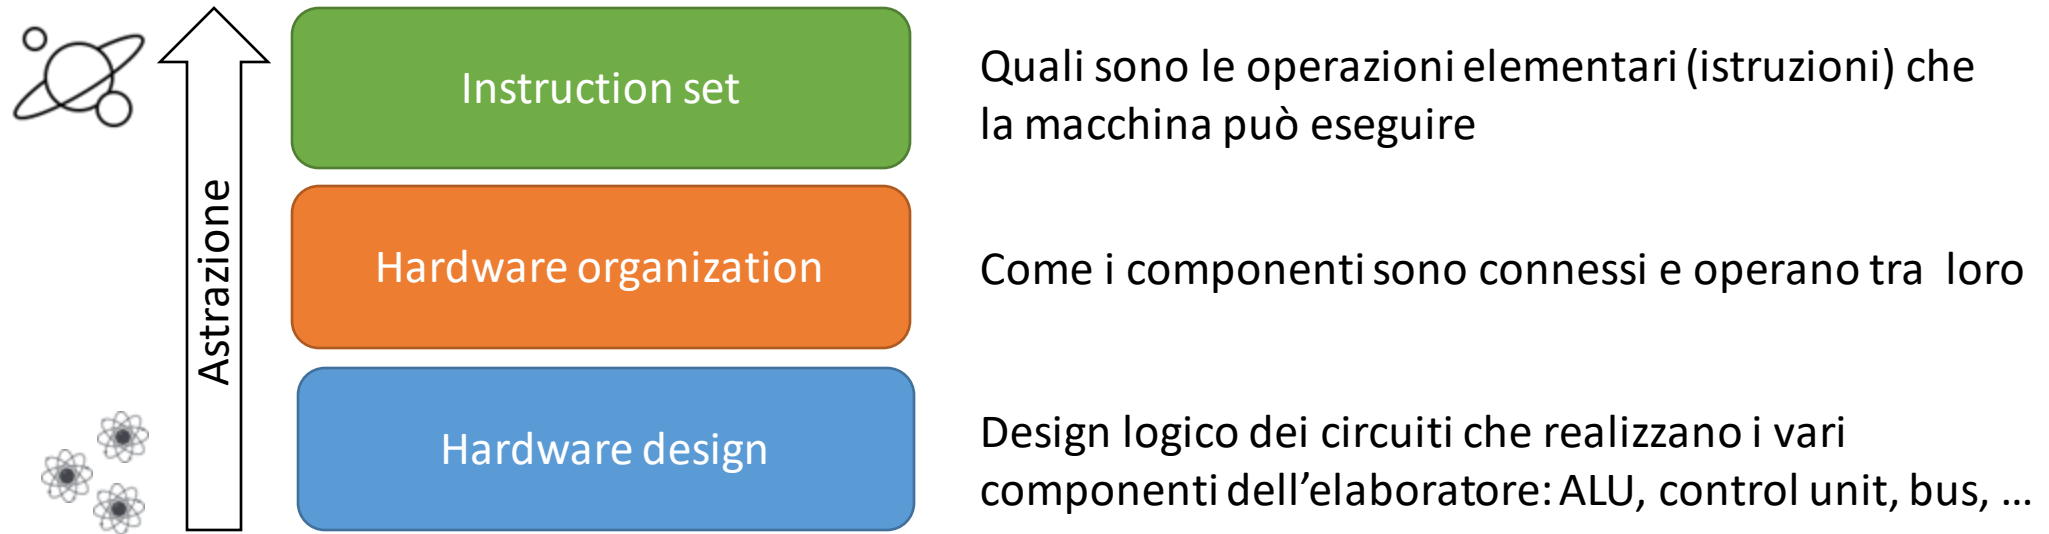 Astrazione
Instruction set
Quali sono le operazioni elementari (istruzioni) che
la macchina può eseguire
Hardware organization
Come i componenti sono connessi e operano tra loro
Hardware design
Design logico dei circuiti che realizzano i vari
componenti dell’elaboratore: ALU, control unit, bus, …